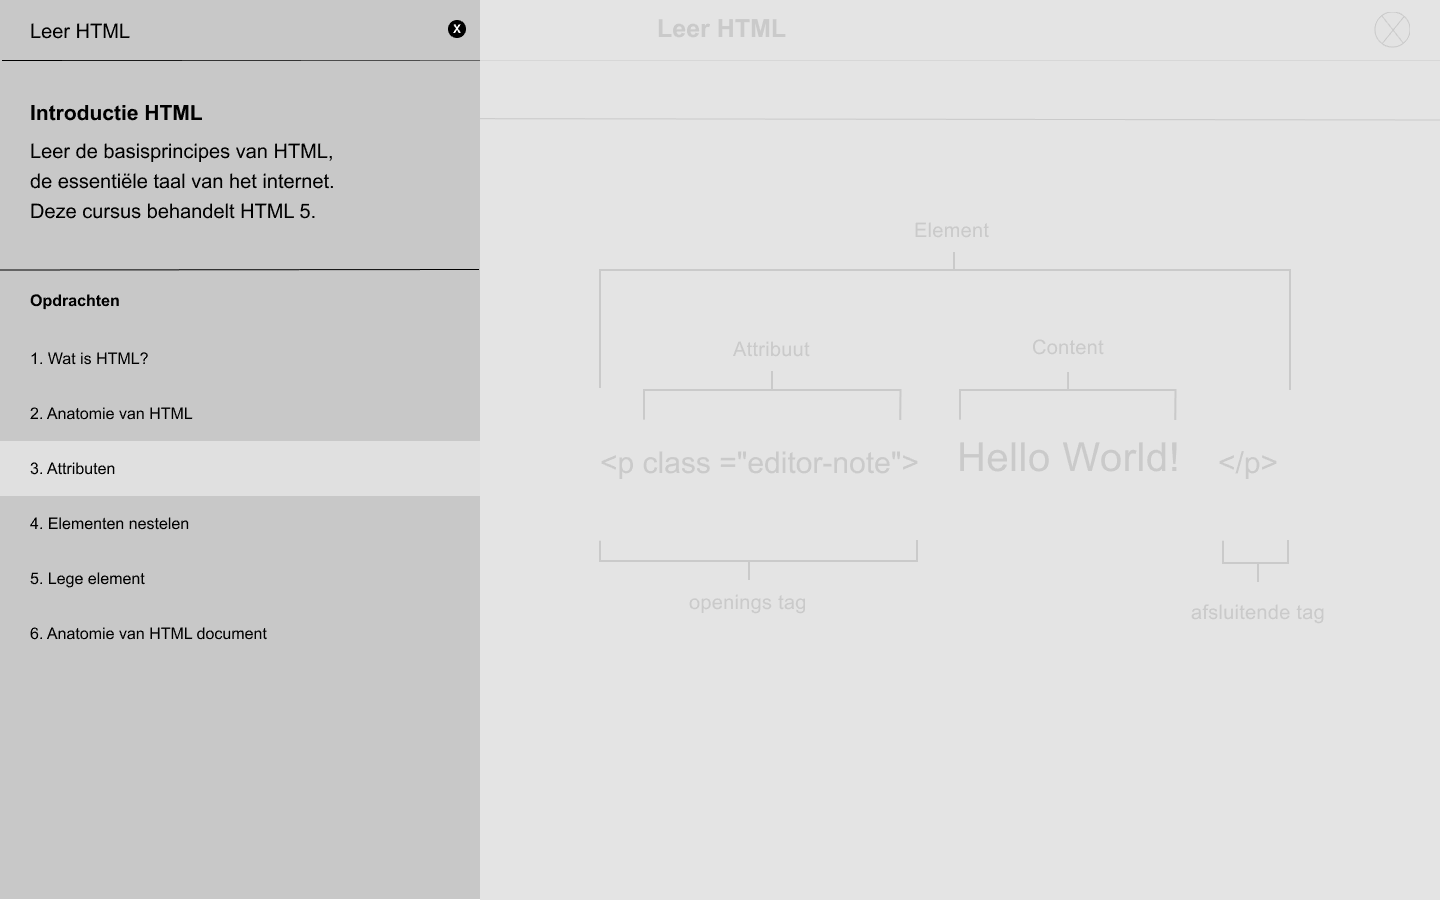 Leer HTML
X
Introductie HTML
Leer de basisprincipes van HTML,
de essentiële taal van het internet.
Deze cursus behandelt HTML 5.
Opdrachten
1. Wat is HTML?
2. Anatomie van HTML
3. Attributen
4. Elementen nestelen
5. Lege element
6. Anatomie van HTML document
Leer HTML
Element
Attribuut
Content
<p class ="editor-note"> Hello World! </p>
openings tag
afsluitende tag